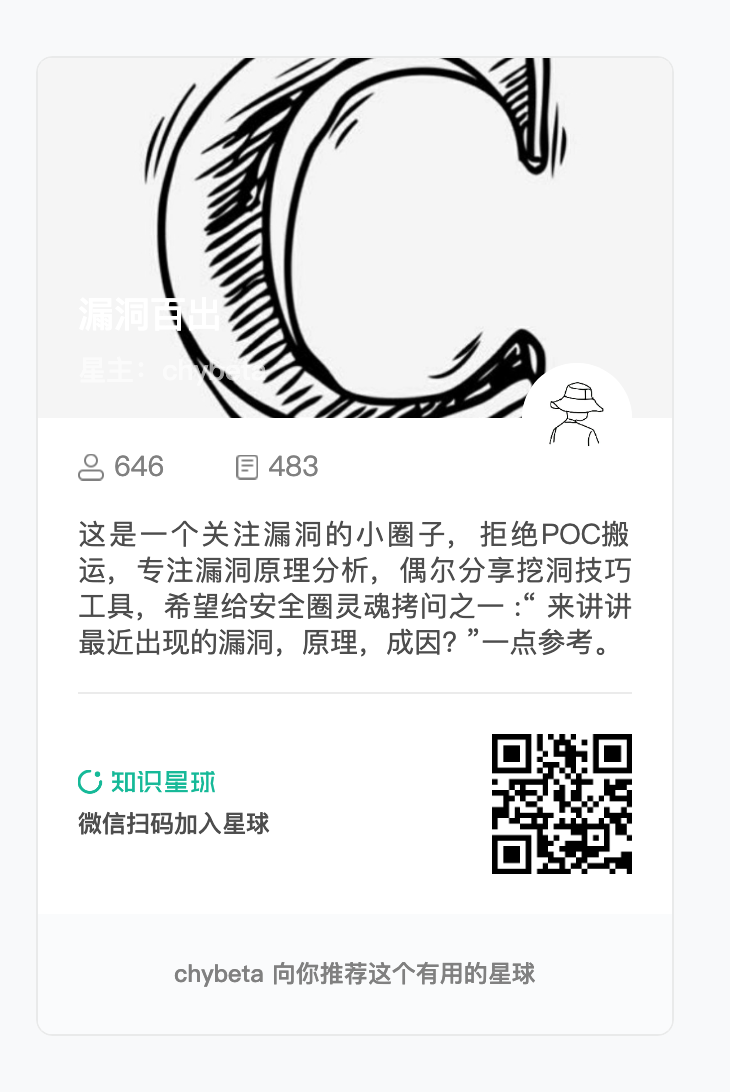 漏洞百出
星主：chybeta
646 483
这是一个关注漏洞的小圈子，拒绝POC搬
运，专注漏洞原理分析，偶尔分享挖洞技巧
工具，希望给安全圈灵魂拷问之一 :“ 来讲讲
最近出现的漏洞，原理，成因？”一点参考。
知识星球
微信扫码加入星球
chybeta 向你推荐这个有用的星球